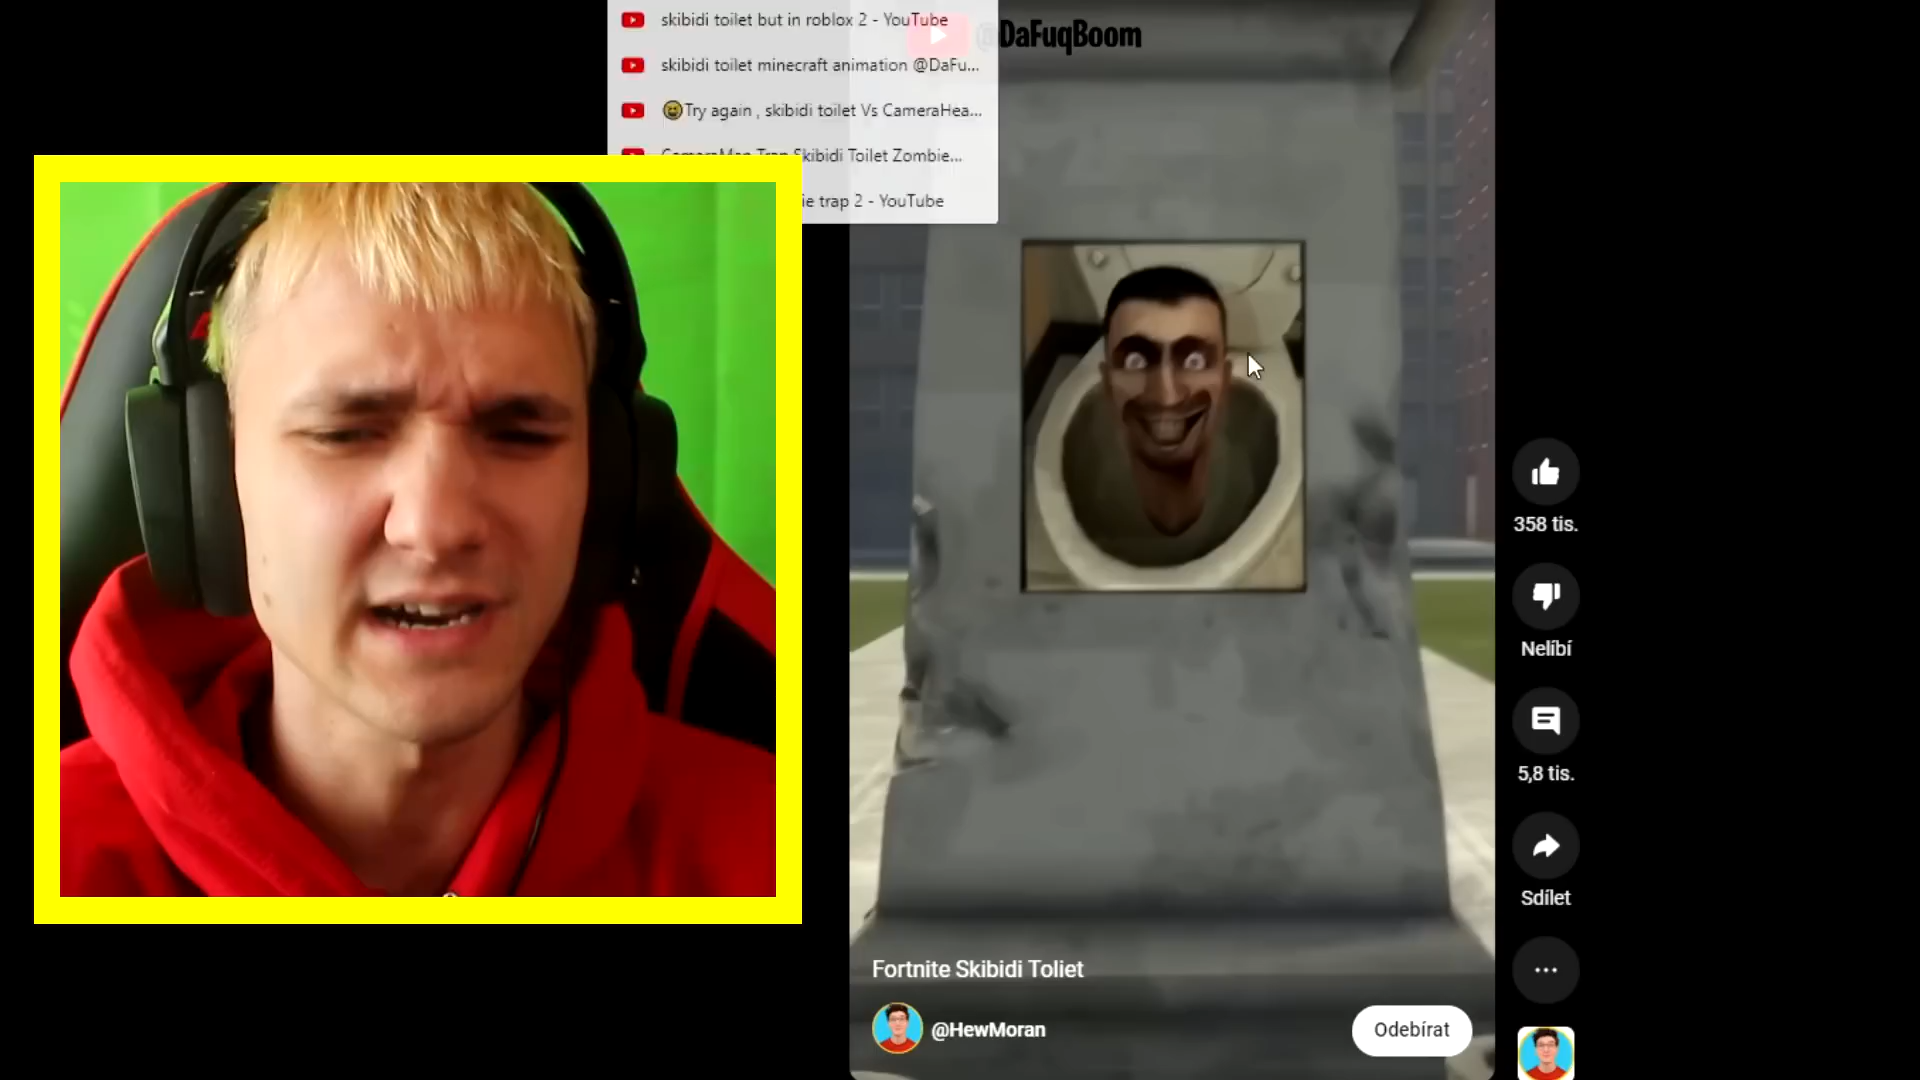 skibidi toilet but in roblox 2 - YouTube
@DaFuqBoom
skibidi toilet minecraft animation @DaFu...
Try again , skibidi toilet Vs CameraHea...
CameraMan Trap Skibidi Toilet Zombie...
ie trap 2 - YouTube
358 tis.
Nelíbí
5,8 tis.
Sdílet
Fortnite Skibidi Toliet
@HewMoran
Odebírat